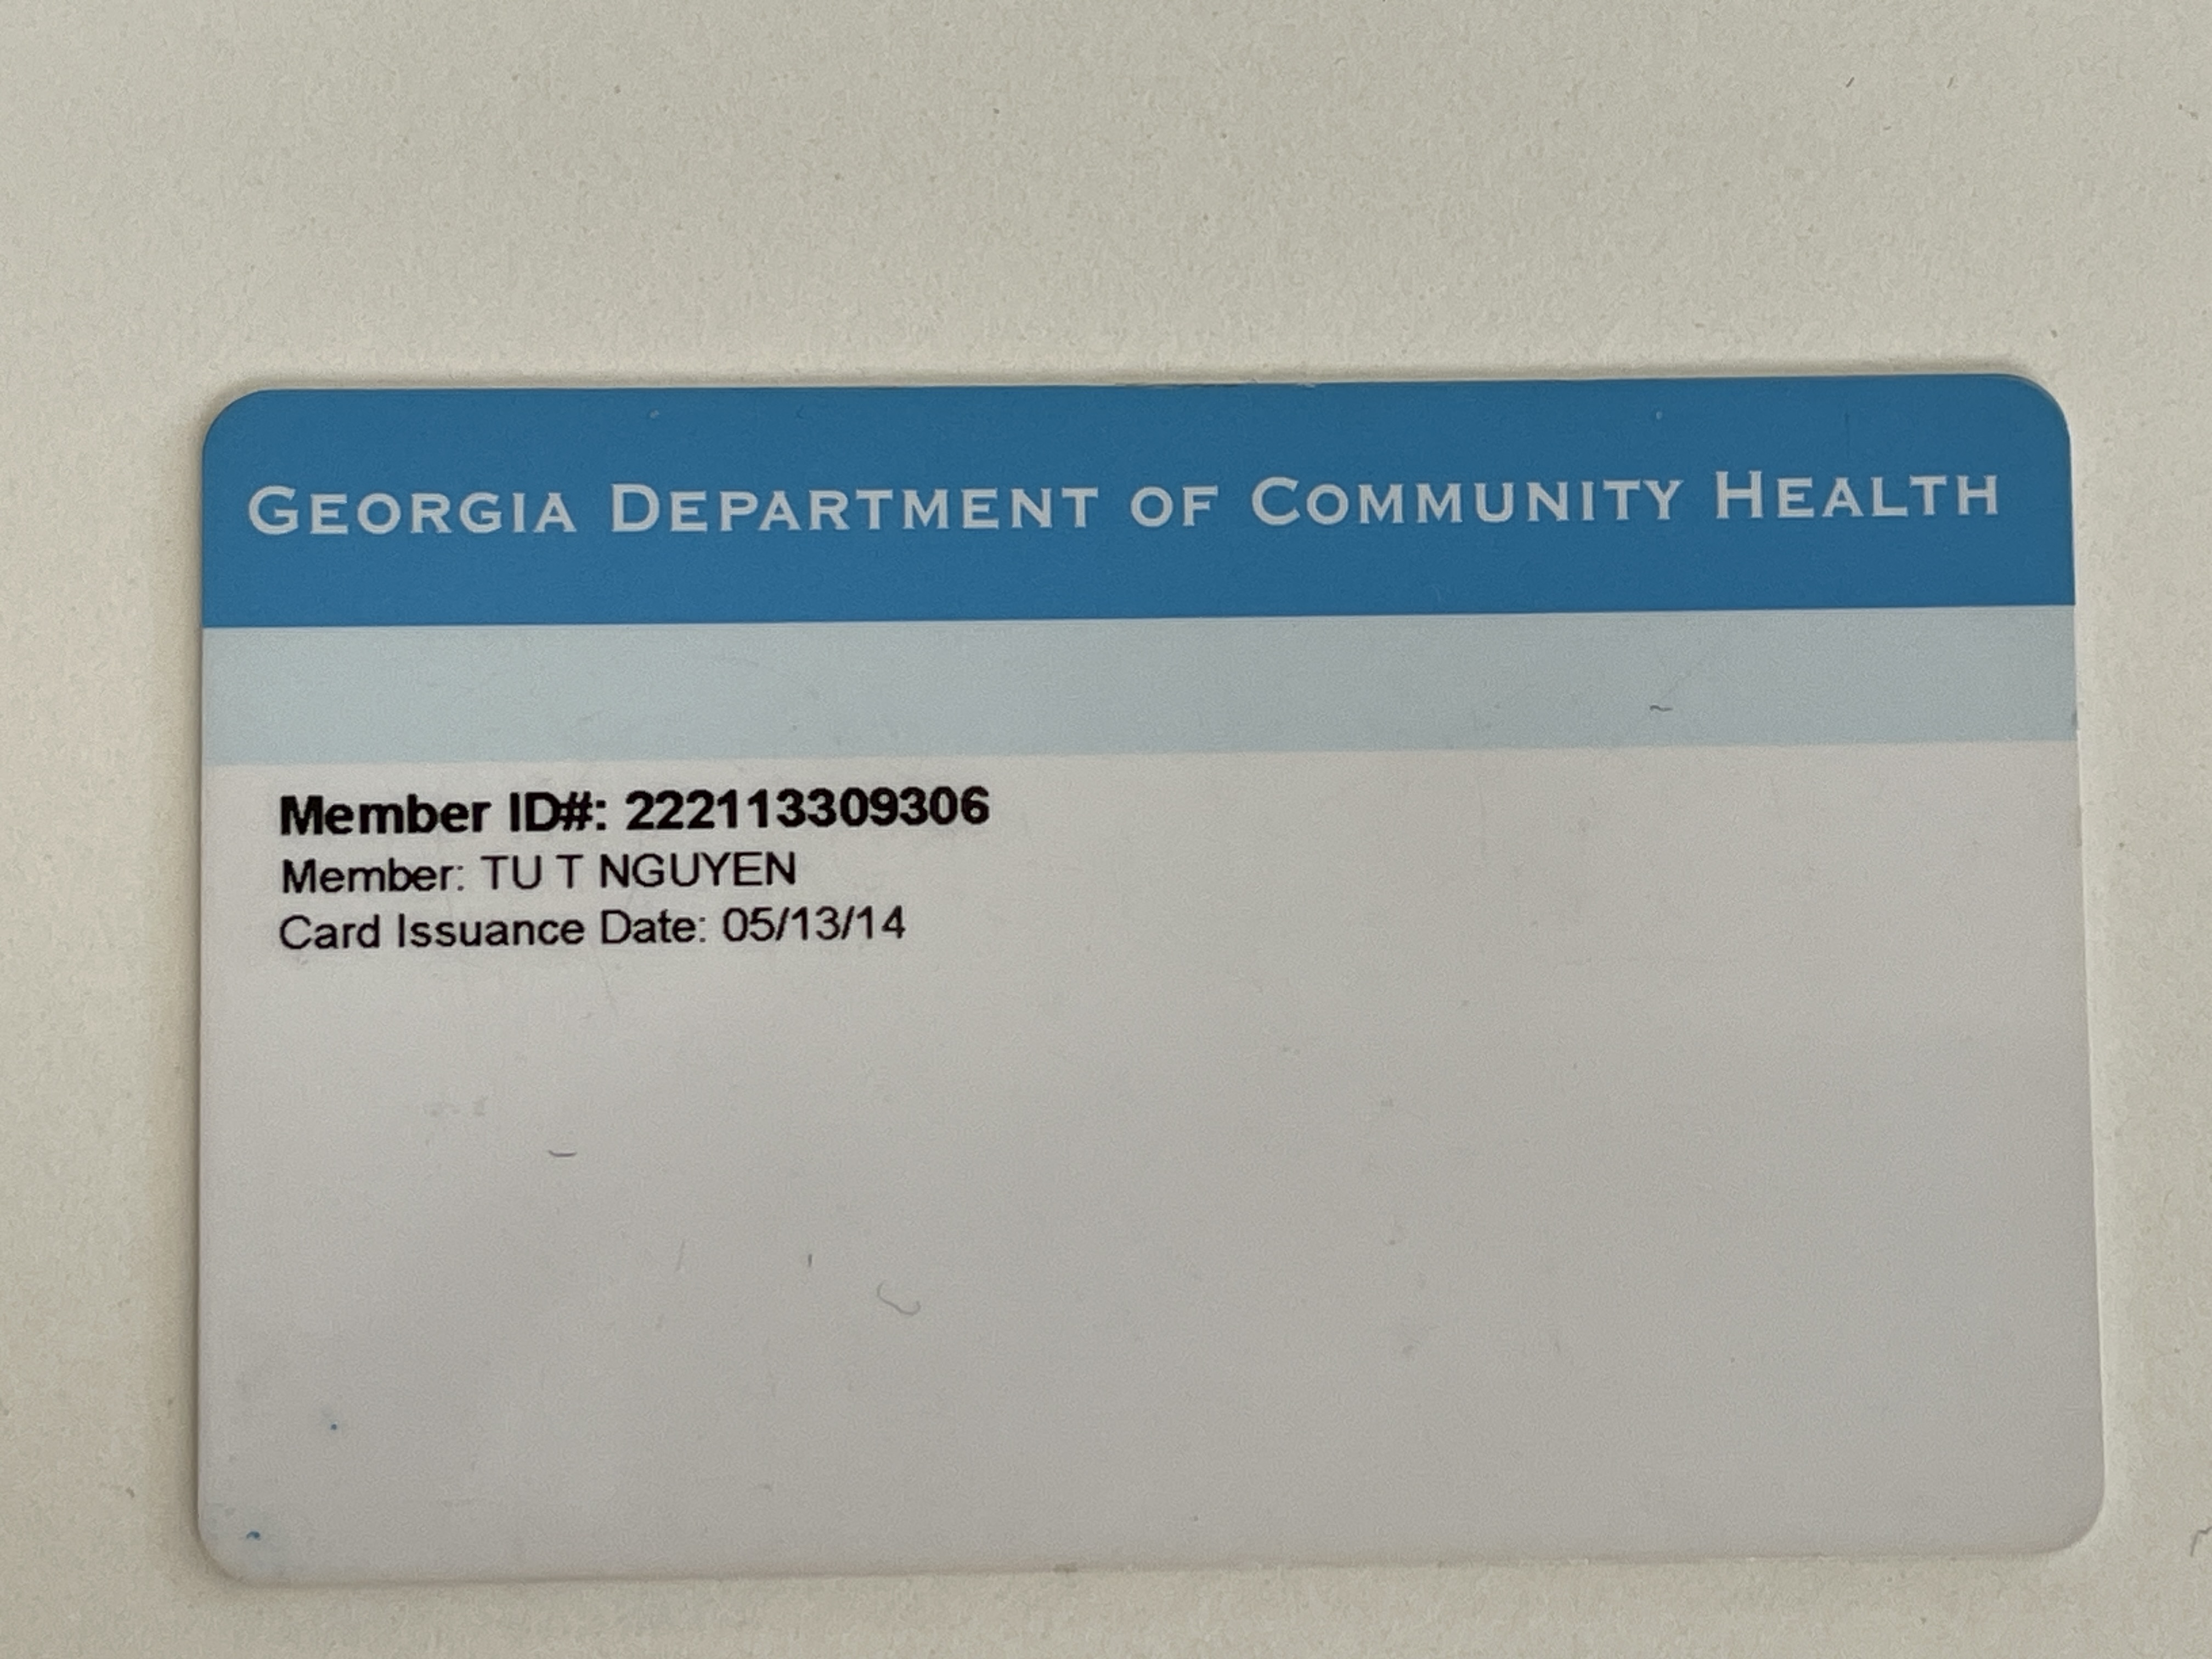 GEORGIA DEPARTMENT OF COMMUNITY HEALTH
Member ID#: 222113309306
Member: TU T NGUYEN
Card Issuance Date: 05/13/14